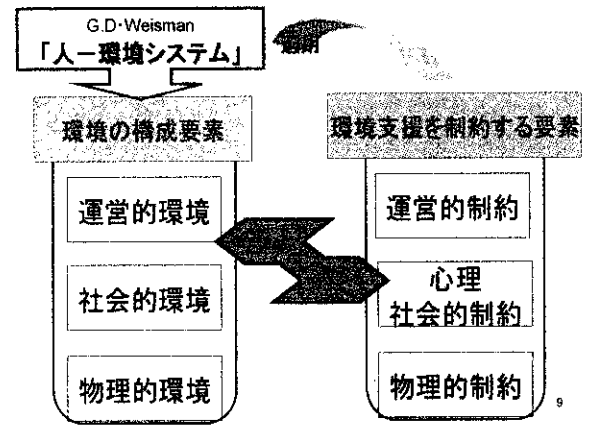 G.D・Weisman
「人ー環境システム」
環境の構成要素
運営的環境
社会的環境
物理的環境
環境支援を制約する要素
運営的制約
心理
社会的制約
物理的制約
9